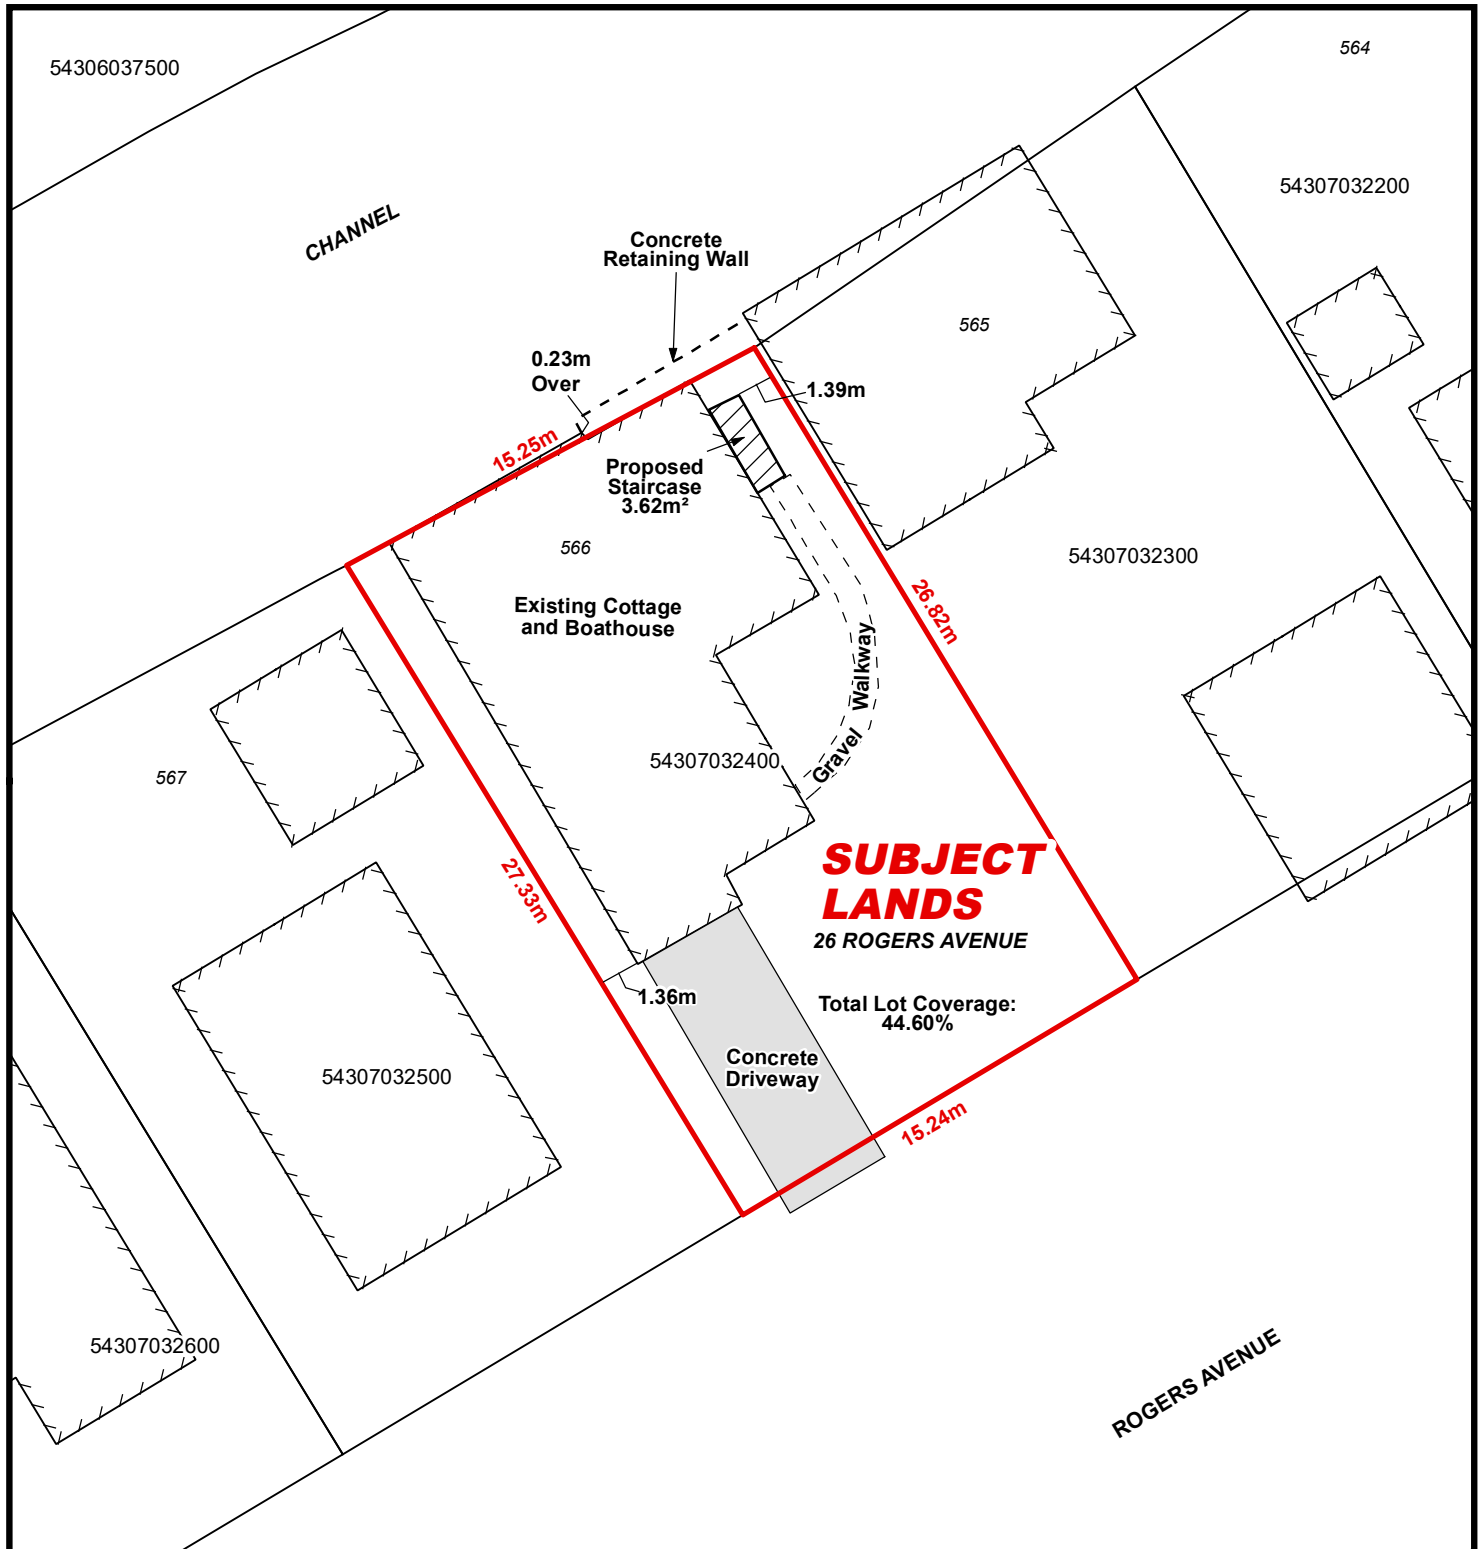 564
54306037500
54307032200
CHANNEL
Concrete
Retaining Wall
565
0.23m
Over
1.39m
15.25m
Proposed
Staircase
3.62m²
566
54307032300
Existing Cottage
and Boathouse
26.82m
Gravel Walkway
54307032400
567
SUBJECT
LANDS
26 ROGERS AVENUE
27.33m
1.36m
Total Lot Coverage:
44.60%
Concrete
Driveway
54307032500
15.24m
54307032600
ROGERS AVENUE